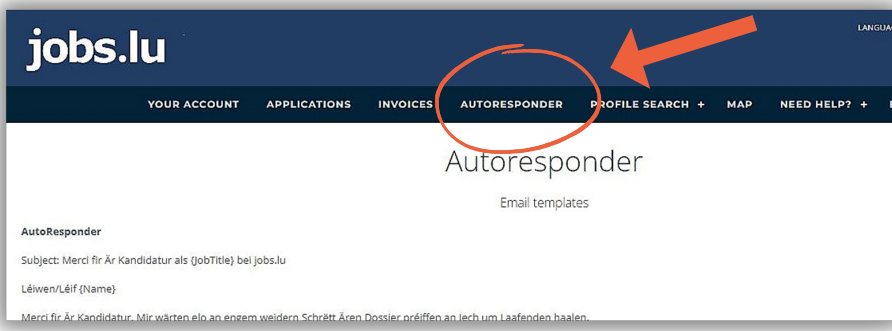 jobs.lu
LANGUA
YOUR ACCOUNT APPLICATIONS INVOICES AUTORESPONDER PROFILE SEARCH + MAP NEED HELP? +
Autoresponder
Email templates
AutoResponder
Subject: Merci fir Är Kandidatur als {JobTitle} bei jobs.lu
Léiwen/Léif {Name}
Merci fir Är Kandidatur. Mir wärten elo an engem weidern Schrëtt Ären Dossier préiffen an Iech um Laafenden haalen.